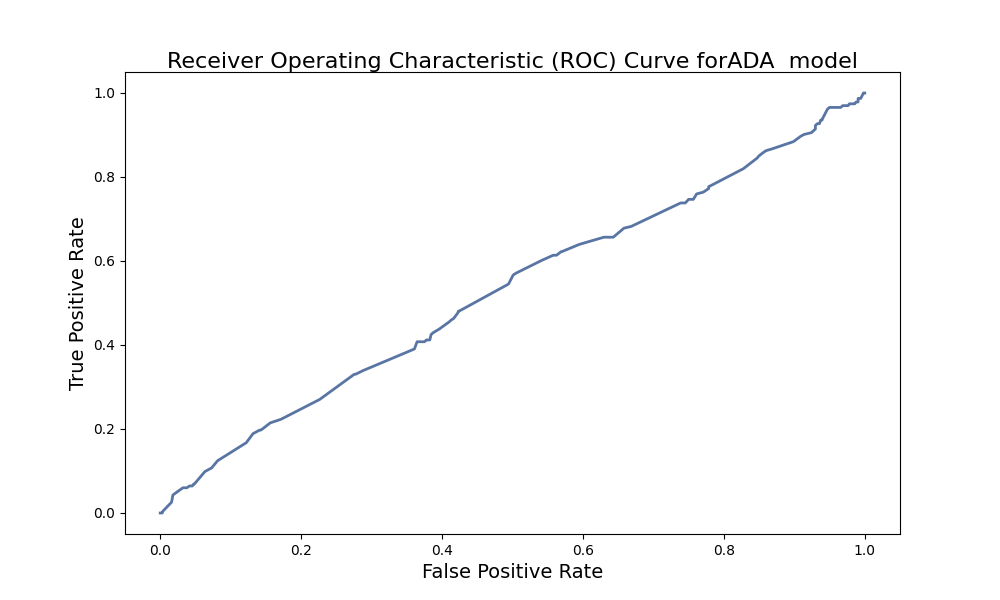 Receiver Operating Characteristic (ROC) Curve forADA  model
True Positive Rate
1.0
0.8
0.6
0.4
0.2
0.0
0.0 0.2 0.4 0.6 0.8 1.0
False Positive Rate